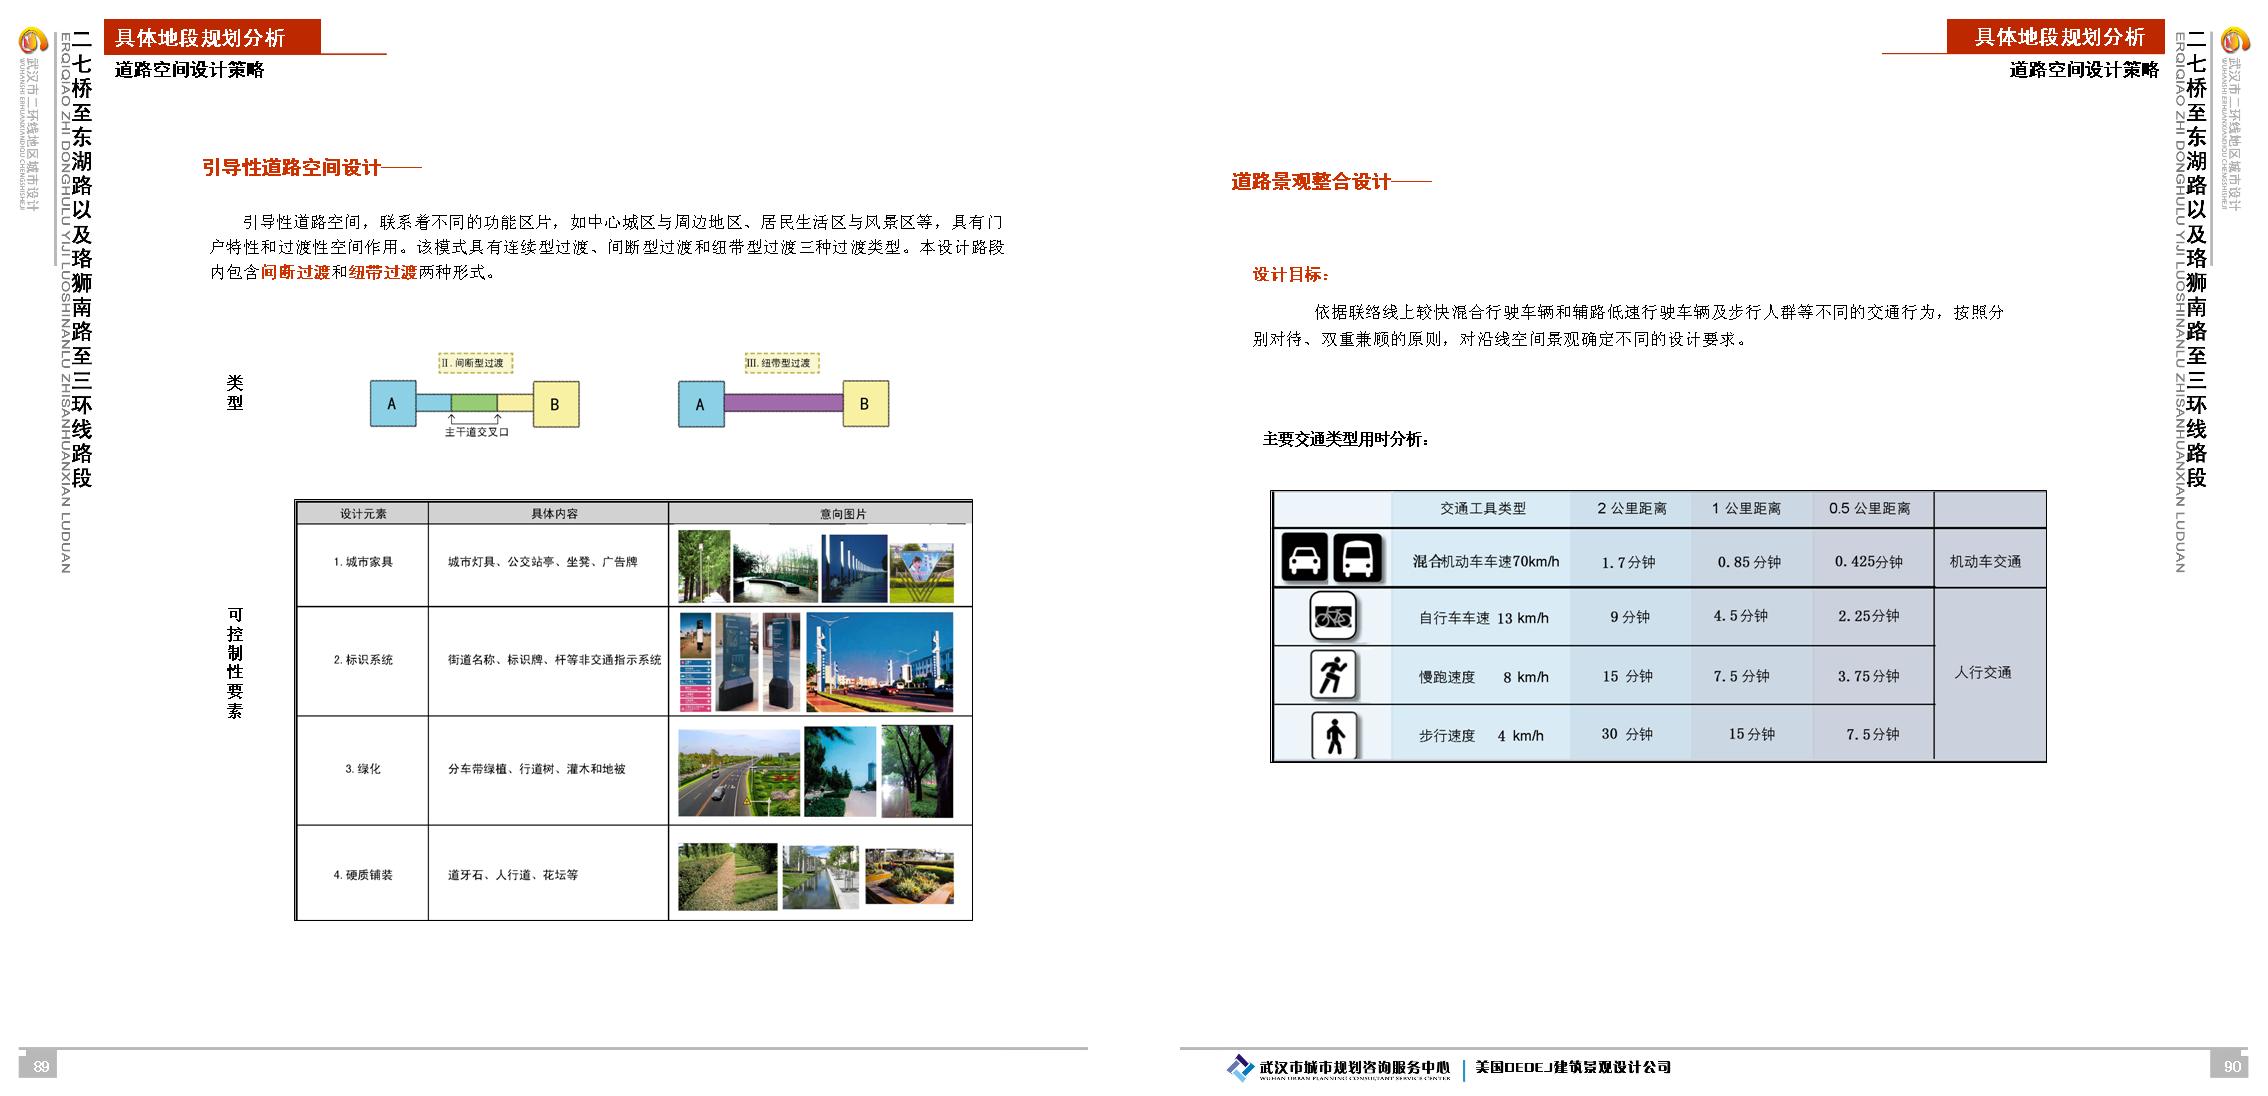 具体地段规划分析
道路空间设计策略
武汉市二环线地区城市设计
WUHANSHI ERHUANXIANDIQU CHENGSHISHEJI
二七桥至东湖路以及珞狮南路至三环线路段
ERQIQIAO ZHI DONGHULU YIJI LUOSHINANLU ZHISANHUANXIAN LUDUAN
引导性道路空间设计——
引导性道路空间，联系着不同的功能区片，如中心城区与周边地区、居民生活区与风景区等，具有门
户特性和过渡性空间作用。该模式具有连续型过渡、间断型过渡和纽带型过渡三种过渡类型。本设计路段
内包含间断过渡和纽带过渡两种形式。
类型
II.间断型过渡
A
B
主干道交叉口
III.纽带型过渡
A
B
可控制性要素
设计元素 具体内容 意向图片
1.城市家具 城市灯具、公交站亭、坐凳、广告牌
2.标识系统 街道名称、标识牌、杆等非交通指示系统
3.绿化 分车带绿植、行道树、灌木和地被
4.硬质铺装 道牙石、人行道、花坛等
89
具体地段规划分析
道路空间设计策略
武汉市二环线地区城市设计
WUHANSHI ERHUANXIANDIQU CHENGSHISHEJI
二七桥至东湖路以及珞狮南路至三环线路段
ERQIQIAO ZHI DONGHULU YIJI LUOSHINANLU ZHISANHUANXIAN LUDUAN
道路景观整合设计——
设计目标：
依据联络线上较快混合行驶车辆和辅路低速行驶车辆及步行人群等不同的交通行为，按照分
别对待、双重兼顾的原则，对沿线空间景观确定不同的设计要求。
主要交通类型用时分析：
交通工具类型 2 公里距离 1 公里距离 0.5 公里距离
混合机动车车速70km/h 1.7分钟 0.85分钟 0.425分钟 机动车交通
自行车车速 13 km/h 9分钟 4.5分钟 2.25分钟
慢跑速度 8 km/h 15 分钟 7.5分钟 3.75分钟
人行交通
步行速度 4 km/h 30 分钟 15分钟 7.5分钟
武汉市城市规划咨询服务中心
WUHAN URBAN PLANNING CONSULTANT SERVICE CENTER
美国DEDEJ建筑景观设计公司
90